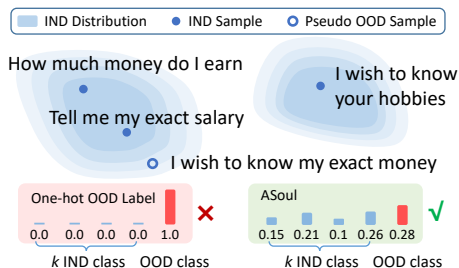 IND Distribution IND Sample Pseudo OOD Sample
How much money do I earn
I wish to know
your hobbies
Tell me my exact salary
I wish to know my exact money
One-hot OOD Label
0.0 0.0 0.0 0.0 1.0
k IND class OOD class
ASoul
0.15 0.21 0.1 0.26 0.28
k IND class OOD class